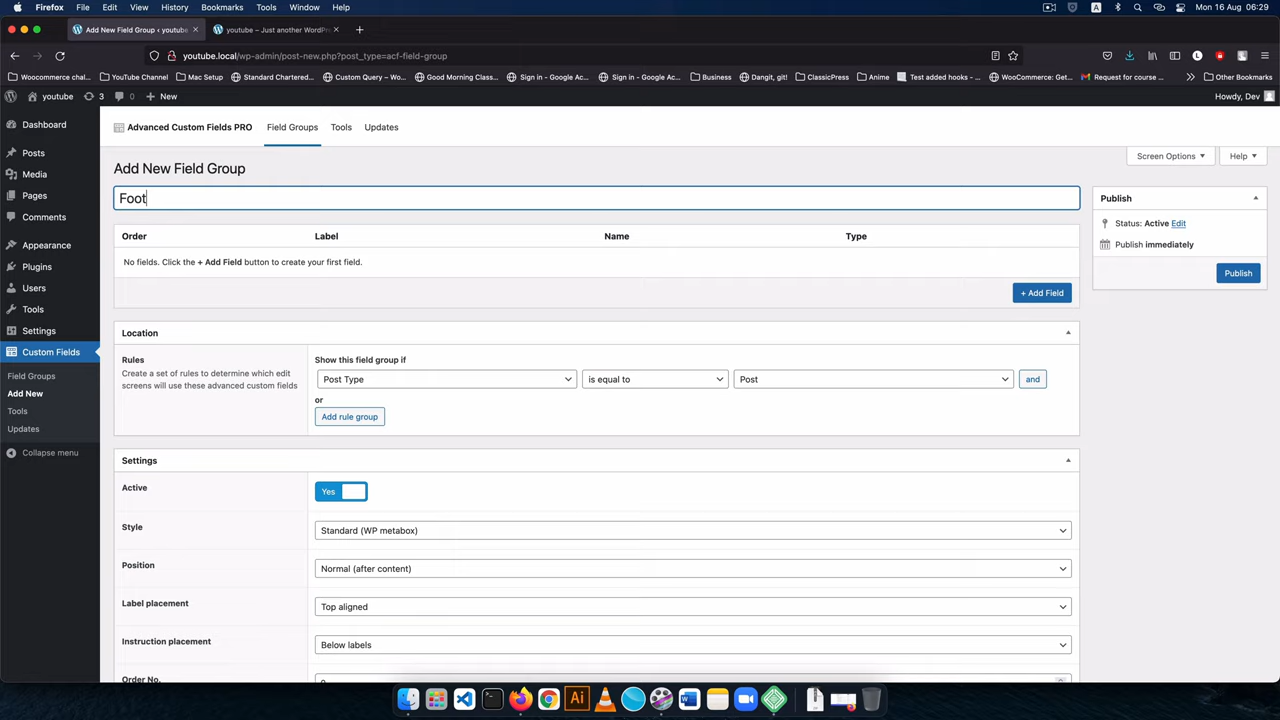 Firefox File Edit View History Bookmarks Tools Window Help A Mon 16 Aug 06:29
Add New Field Group ‹ youtube × youtube – Just another WordPr × +
youtube.local/wp-admin/post-new.php?post_type=acf-field-group
Woocommerce chal... YouTube Channel Mac Setup Standard Chartered... Custom Query – Wo... Good Morning Class... Sign in - Google Ac... Sign in - Google Ac... Business Dangit, git! ClassicPress Anime Test added hooks -... WooCommerce: Get... Request for course ... Other Bookmarks
youtube 3 0 New Howdy, Dev
Dashboard
Posts
Media
Pages
Comments
Appearance
Plugins
Users
Tools
Settings
Custom Fields
Field Groups
Add New
Tools
Updates
Collapse menu
Advanced Custom Fields PRO Field Groups Tools Updates
Screen Options Help
Add New Field Group
Foot
Order Label Name Type
No fields. Click the + Add Field button to create your first field.
+ Add Field
Location
Rules
Create a set of rules to determine which edit
screens will use these advanced custom fields
Show this field group if
Post Type is equal to Post and
or
Add rule group
Settings
Active Yes
Style Standard (WP metabox)
Position Normal (after content)
Label placement Top aligned
Instruction placement Below labels
Order No.
Publish
Status: Active Edit
Publish immediately
Publish
Ai